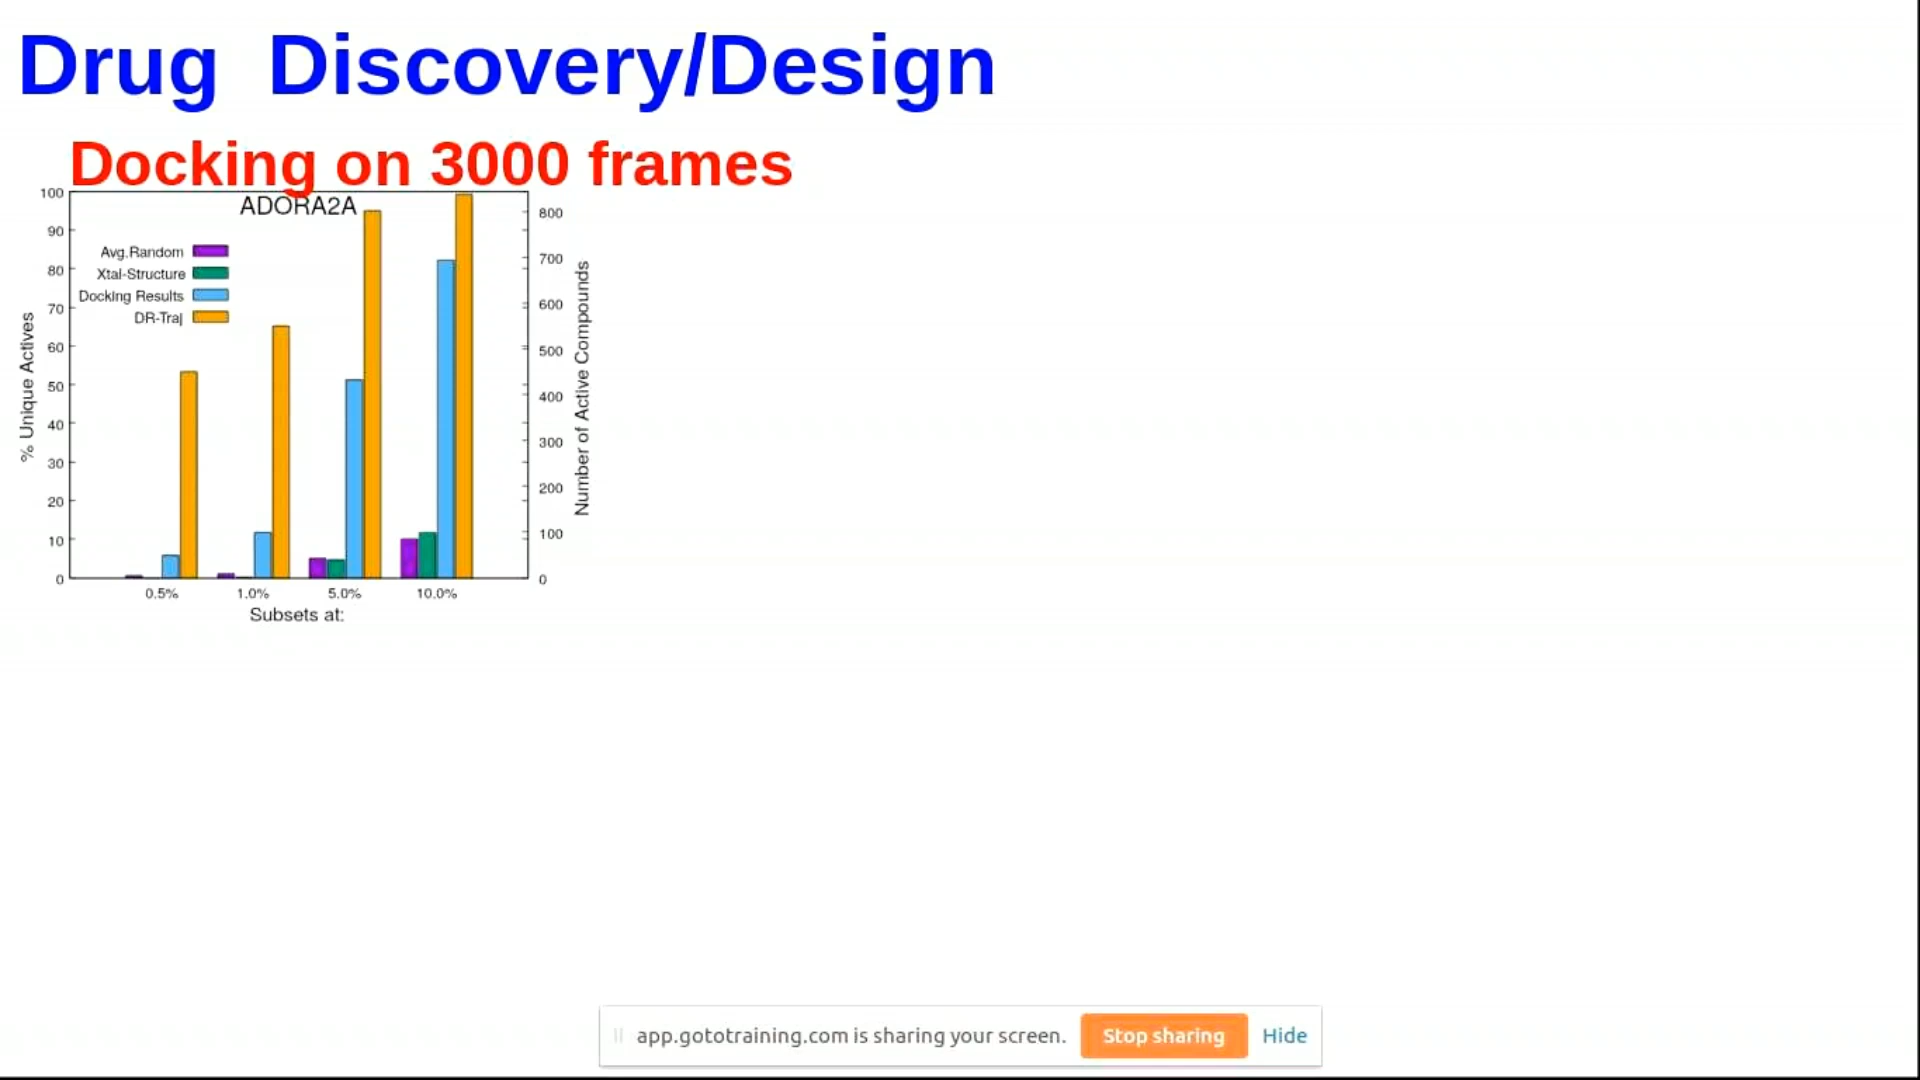 Drug Discovery/Design
Docking on 3000 frames
ADORA2A
Avg.Random
Xtal-Structure
Docking Results
DR-Traj
% Unique Actives
100
90
80
70
60
50
40
30
20
10
0
800
700
600
500
400
300
200
100
0
Number of Active Compounds
0.5% 1.0% 5.0% 10.0%
Subsets at:
app.gototraining.com is sharing your screen. Stop sharing Hide